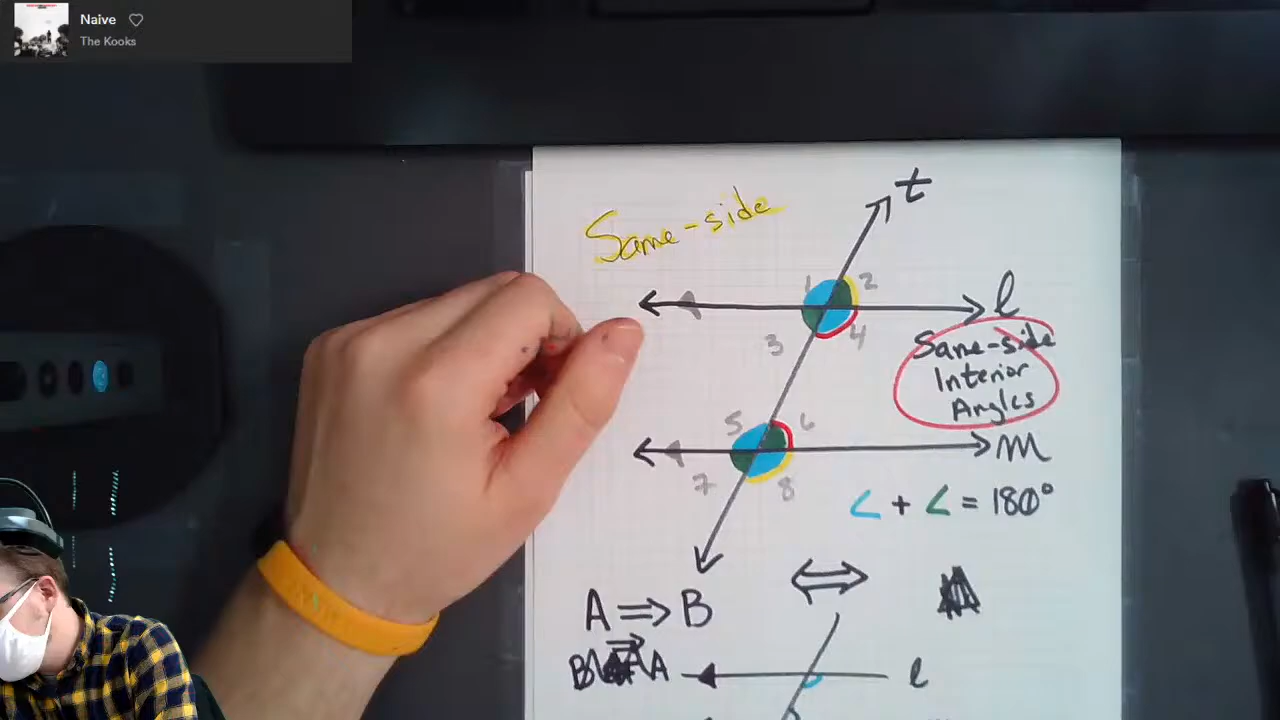 Naive
The Kooks
Same-side
t
1 2
l
3 4
Same-side
Interior
Angles
5 6
m
7 8
∠ + ∠ = 180°
⇔
A ⇒ B
B A
l